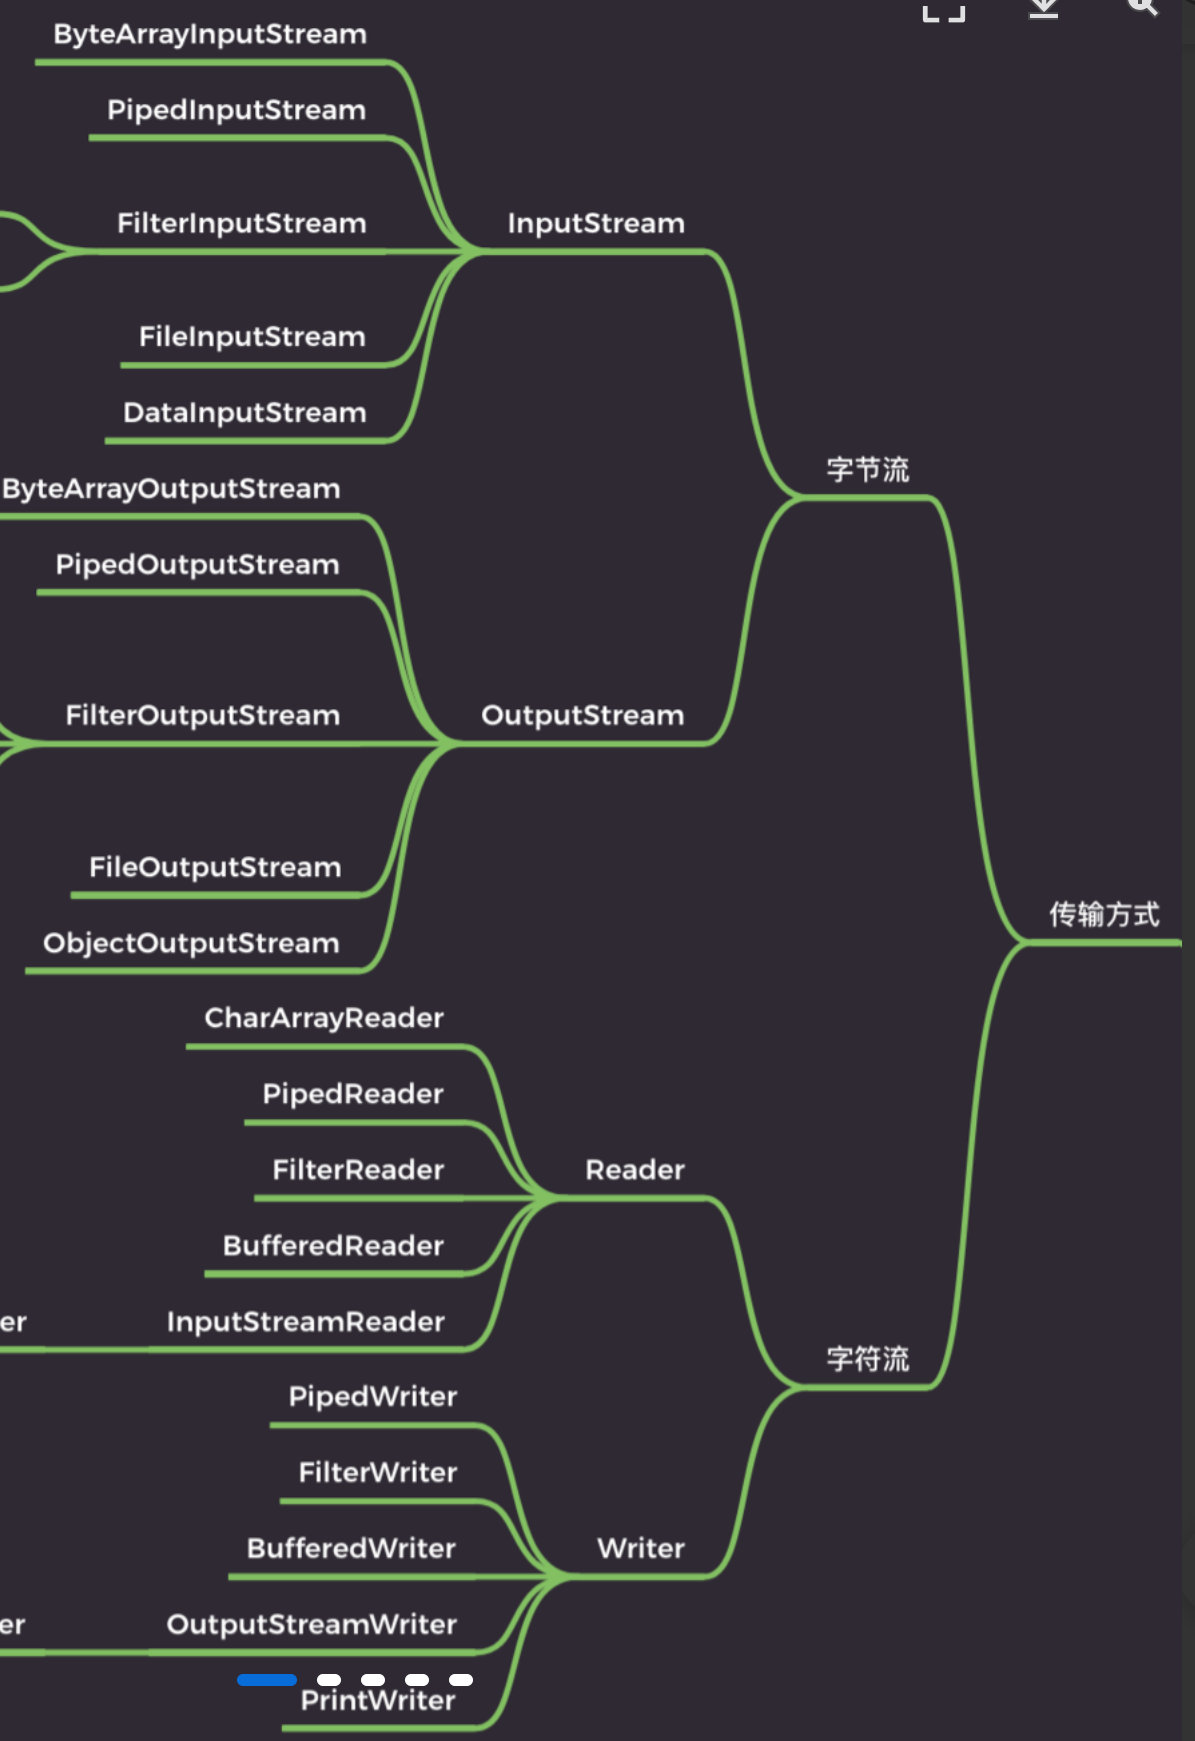 ByteArrayInputStream
PipedInputStream
FilterInputStream
InputStream
FileInputStream
DataInputStream
字节流
ByteArrayOutputStream
PipedOutputStream
FilterOutputStream
OutputStream
FileOutputStream
传输方式
ObjectOutputStream
CharArrayReader
PipedReader
FilterReader
Reader
BufferedReader
er
InputStreamReader
字符流
PipedWriter
FilterWriter
BufferedWriter
Writer
er
OutputStreamWriter
PrintWriter